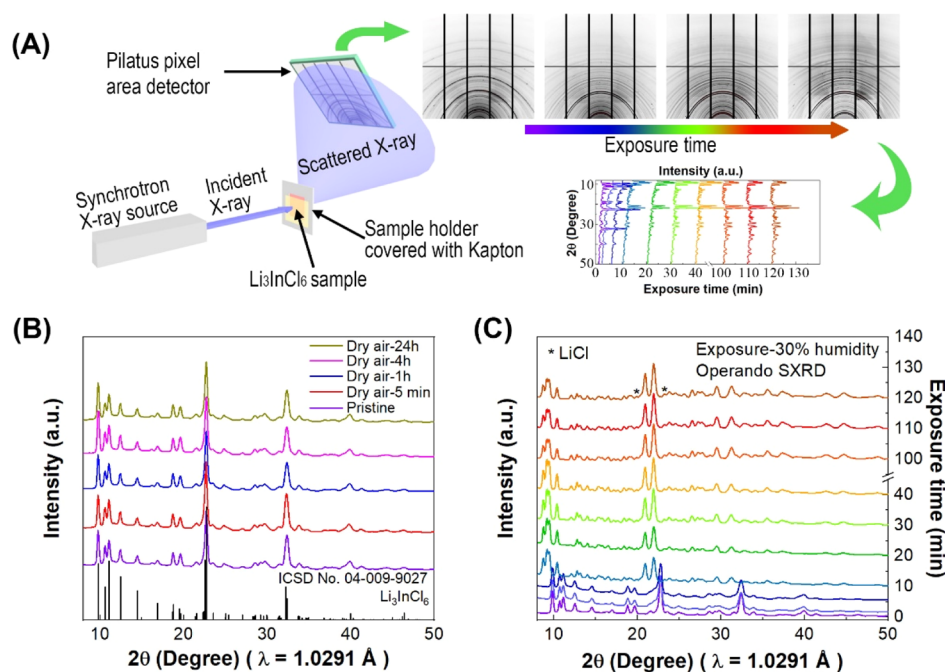 (A)
Pilatus pixel
area detector
Scattered X-ray
Synchrotron
X-ray source
Incident
X-ray
Sample holder
covered with Kapton
Li3InCl6 sample
Exposure time
Intensity (a.u.)
2θ (Degree)
10
30
50
0 10 20 30 40 100 110 120 130
Exposure time (min)
(B)
Intensity (a.u.)
Dry air-24h
Dry air-4h
Dry air-1h
Dry air-5 min
Pristine
ICSD No. 04-009-9027
Li3InCl6
10 20 30 40 50
2θ (Degree) ( λ = 1.0291 Å )
(C)
Intensity (a.u.)
* LiCl
Exposure-30% humidity
Operando SXRD
* *
140
130
120
110
100
40
30
20
10
0
Exposure time (min)
10 20 30 40 50
2θ (Degree) ( λ = 1.0291 Å )